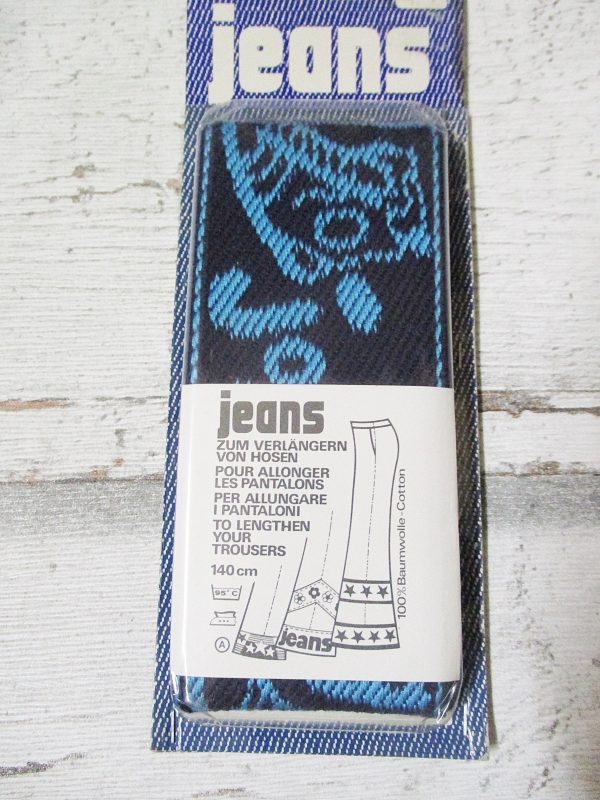 jeans
jeans
ZUM VERLÄNGERN
VON HOSEN
POUR ALLONGER
LES PANTALONS
PER ALLUNGARE
I PANTALONI
TO LENGTHEN
YOUR
TROUSERS
140 cm
95°C
A
jeans
100% Baumwolle-Cotton